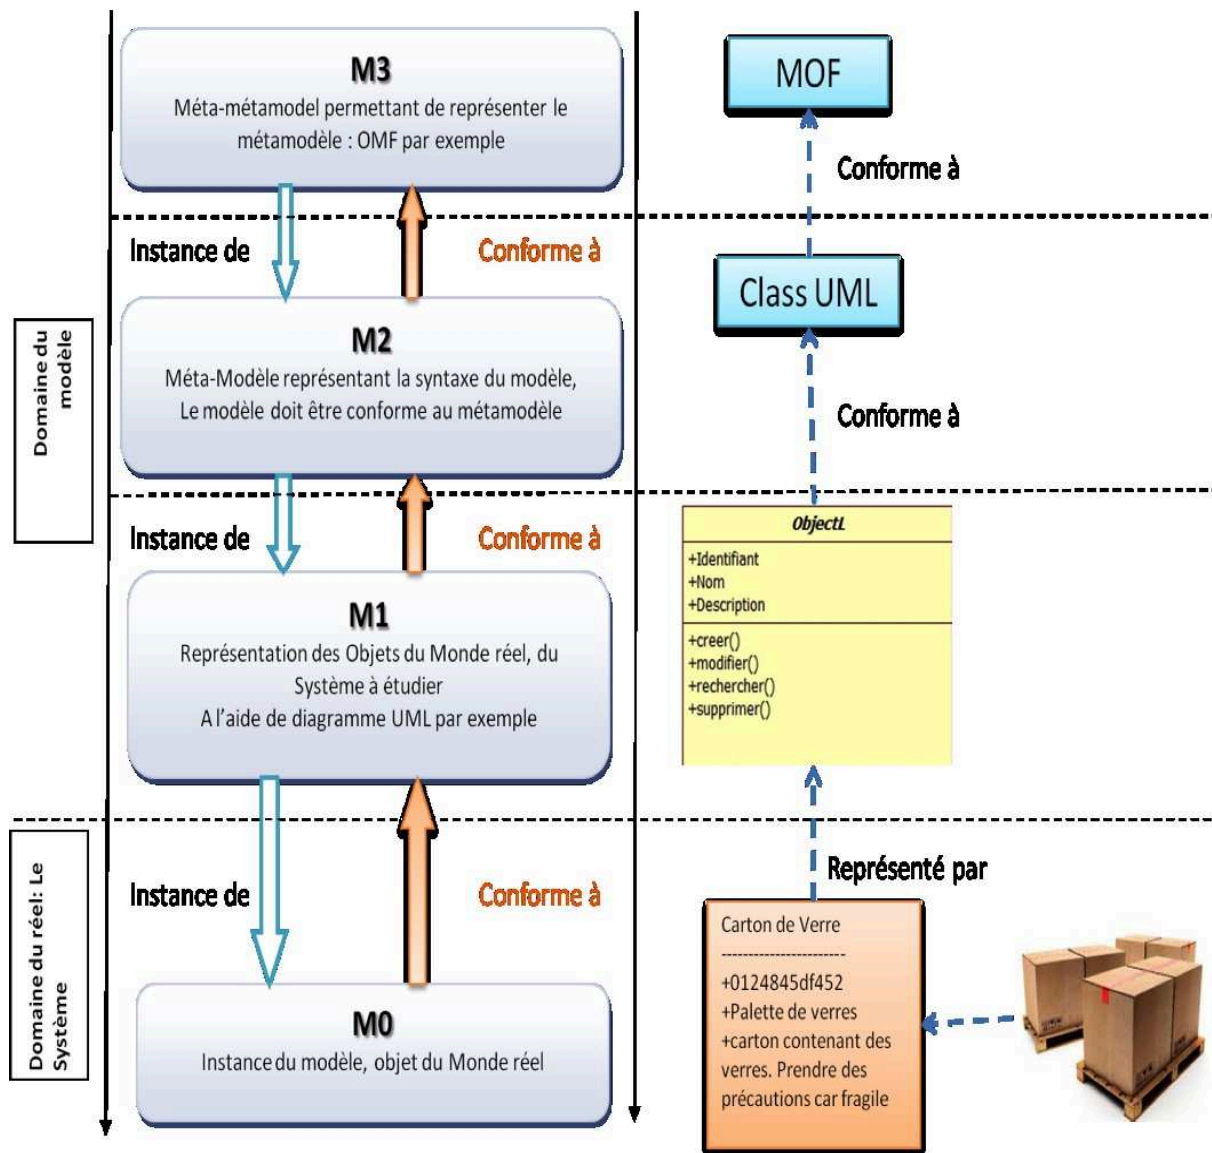 M3
Méta-métamodel permettant de représenter le
métamodèle : OMF par exemple
MOF
Conforme à
Instance de
Conforme à
Class UML
Domaine du
modèle
M2
Méta-Modèle représentant la syntaxe du modèle,
Le modèle doit être conforme au métamodèle
Conforme à
Instance de
Conforme à
ObjectL
+Identifiant
+Nom
+Description
+creer()
+modifier()
+rechercher()
+supprimer()
M1
Représentation des Objets du Monde réel, du
Système à étudier
A l'aide de diagramme UML par exemple
Domaine du réel: Le
Système
Instance de
Conforme à
Représenté par
Carton de Verre
-----------------------
+0124845df452
+Palette de verres
+carton contenant des
verres. Prendre des
précautions car fragile
M0
Instance du modèle, objet du Monde réel